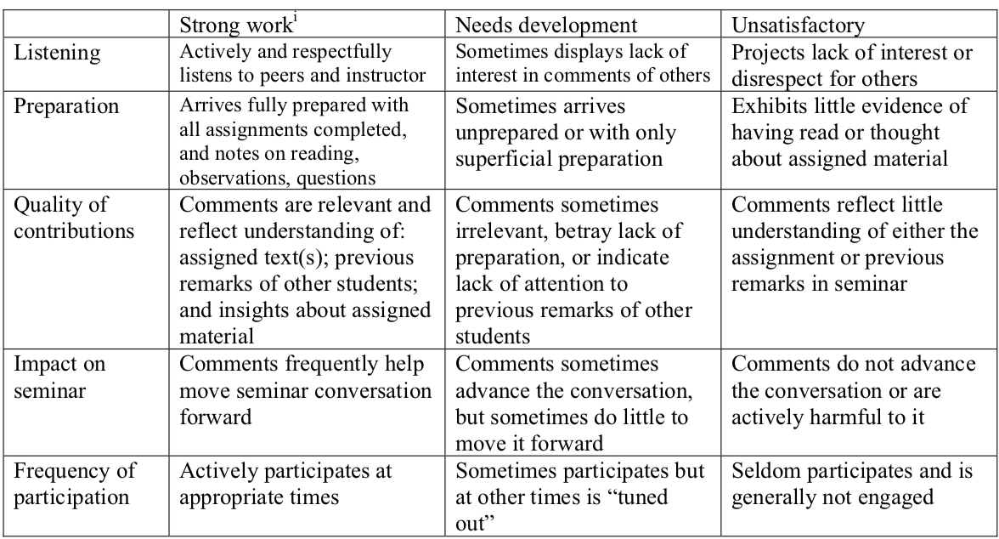 Strong workⁱ Needs development Unsatisfactory
Listening
Actively and respectfully
listens to peers and instructor
Sometimes displays lack of
interest in comments of others
Projects lack of interest or
disrespect for others
Preparation
Arrives fully prepared with
all assignments completed,
and notes on reading,
observations, questions
Sometimes arrives
unprepared or with only
superficial preparation
Exhibits little evidence of
having read or thought
about assigned material
Quality of
contributions
Comments are relevant and
reflect understanding of:
assigned text(s); previous
remarks of other students;
and insights about assigned
material
Comments sometimes
irrelevant, betray lack of
preparation, or indicate
lack of attention to
previous remarks of other
students
Comments reflect little
understanding of either the
assignment or previous
remarks in seminar
Impact on
seminar
Comments frequently help
move seminar conversation
forward
Comments sometimes
advance the conversation,
but sometimes do little to
move it forward
Comments do not advance
the conversation or are
actively harmful to it
Frequency of
participation
Actively participates at
appropriate times
Sometimes participates but
at other times is “tuned
out”
Seldom participates and is
generally not engaged